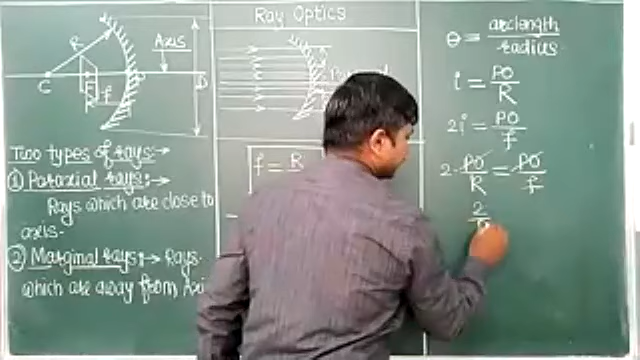 Ray Optics
R
Axis
C
F
f
P
D
Two types of rays:→
① Paraxial rays:→
Rays which are close to
axis.
② Marginal rays:→ Rays
which are away from Axis
f = R
θ = arclength / radius
i = PO / R
2i = PO / f
2·PO / R = PO / f
2